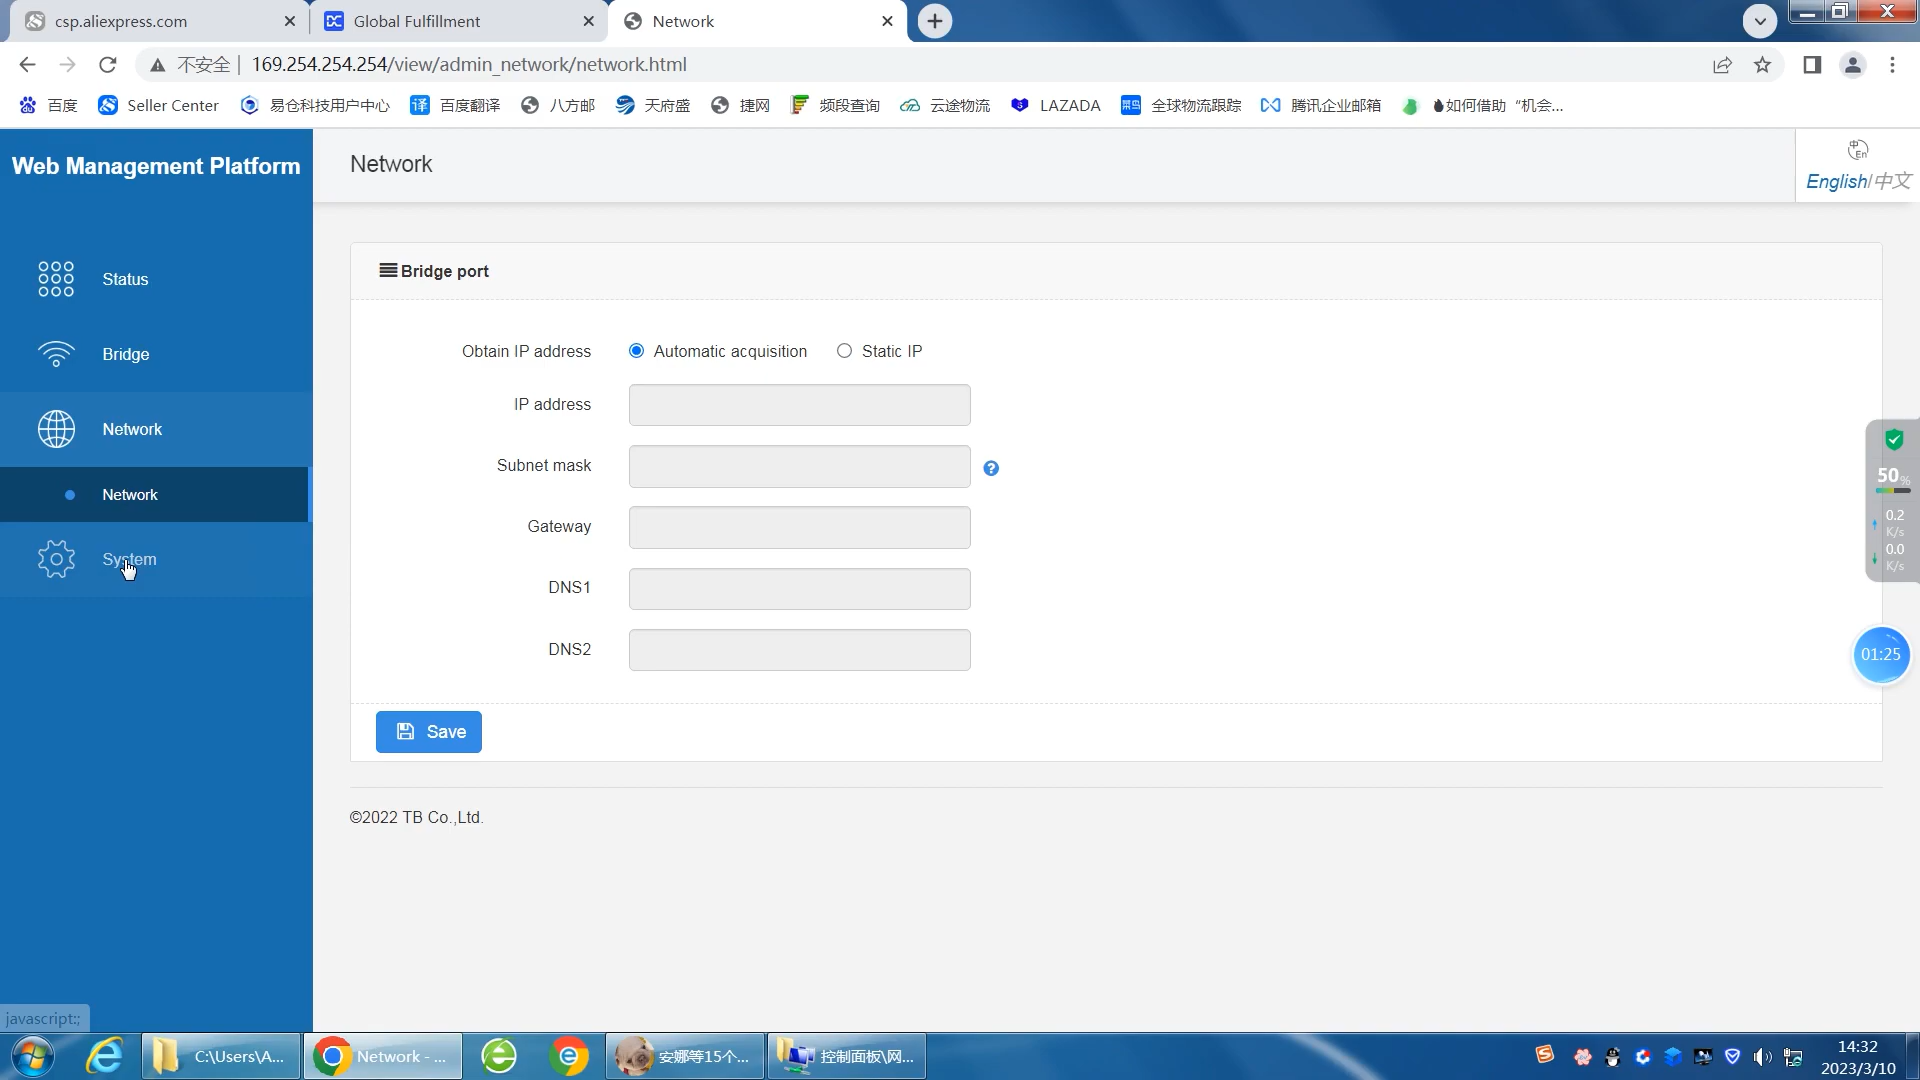 csp.aliexpress.com
Global Fulfillment
Network
不安全 | 169.254.254.254/view/admin_network/network.html
百度
Seller Center
易仓科技用户中心
译 百度翻译
八方邮
天府盛
捷网
频段查询
云途物流
LAZADA
全球物流跟踪
腾讯企业邮箱
如何借助“机会...
Web Management Platform
Network
中 En
English/中文
Status
Bridge
Network
Network
System
Bridge port
Obtain IP address
Automatic acquisition
Static IP
IP address
Subnet mask
?
Gateway
DNS1
DNS2
Save
©2022 TB Co.,Ltd.
50%
0.2
K/s
0.0
K/s
01:25
javascript:;
C:\Users\A...
Network - ...
安娜等15个...
控制面板\网...
14:32
2023/3/10